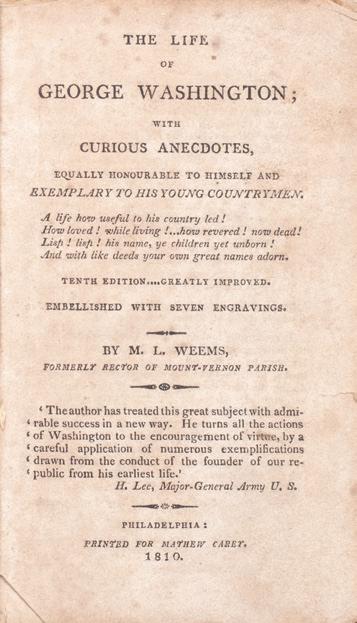 THE LIFE
OF
GEORGE WASHINGTON;
WITH
CURIOUS ANECDOTES,
EQUALLY HONOURABLE TO HIMSELF AND
EXEMPLARY TO HIS YOUNG COUNTRYMEN.
A life how useful to his country led!
How loved! while living!...how revered! now dead!
Lisp! lisp! his name, ye children yet unborn!
And with like deeds your own great names adorn.
TENTH EDITION....GREATLY IMPROVED.
EMBELLISHED WITH SEVEN ENGRAVINGS.
BY M. L. WEEMS,
FORMERLY RECTOR OF MOUNT-VERNON PARISH.
‘ The author has treated this great subject with admi-
‘ rable success in a new way. He turns all the actions
‘ of Washington to the encouragement of virtue, by a
‘ careful application of numerous exemplifications
‘ drawn from the conduct of the founder of our re-
‘ public from his earliest life.’
H. Lee, Major-General Army U. S.
PHILADELPHIA:
PRINTED FOR MATHEW CAREY.
1810.